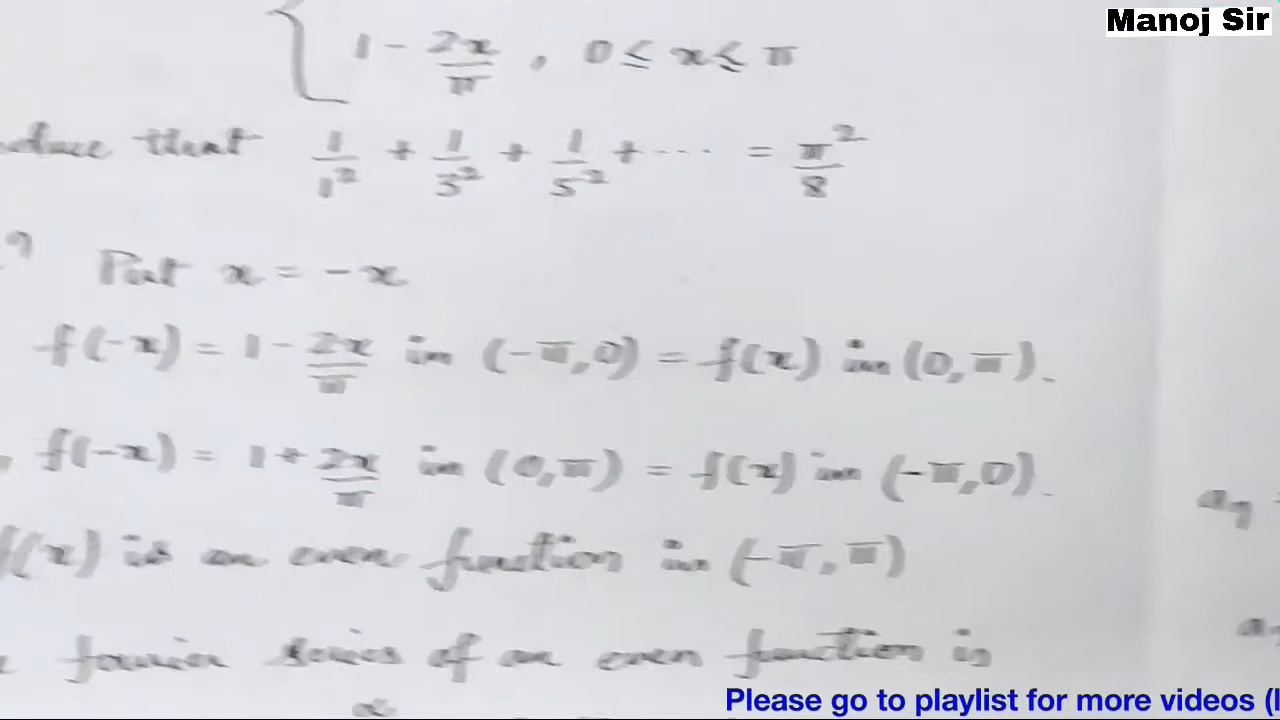 Manoj Sir
1 - 2x/π , 0 ≤ x ≤ π
that 1/1² + 1/3² + 1/5² + ··· = π²/8
Put x = -x
f(-x) = 1 - 2x/π in (-π,0) = f(x) in (0,π).
f(-x) = 1 + 2x/π in (0,π) = f(x) in (-π,0).
f(x) is an even function in (-π,π)
fourier series of an even function is
Please go to playlist for more videos